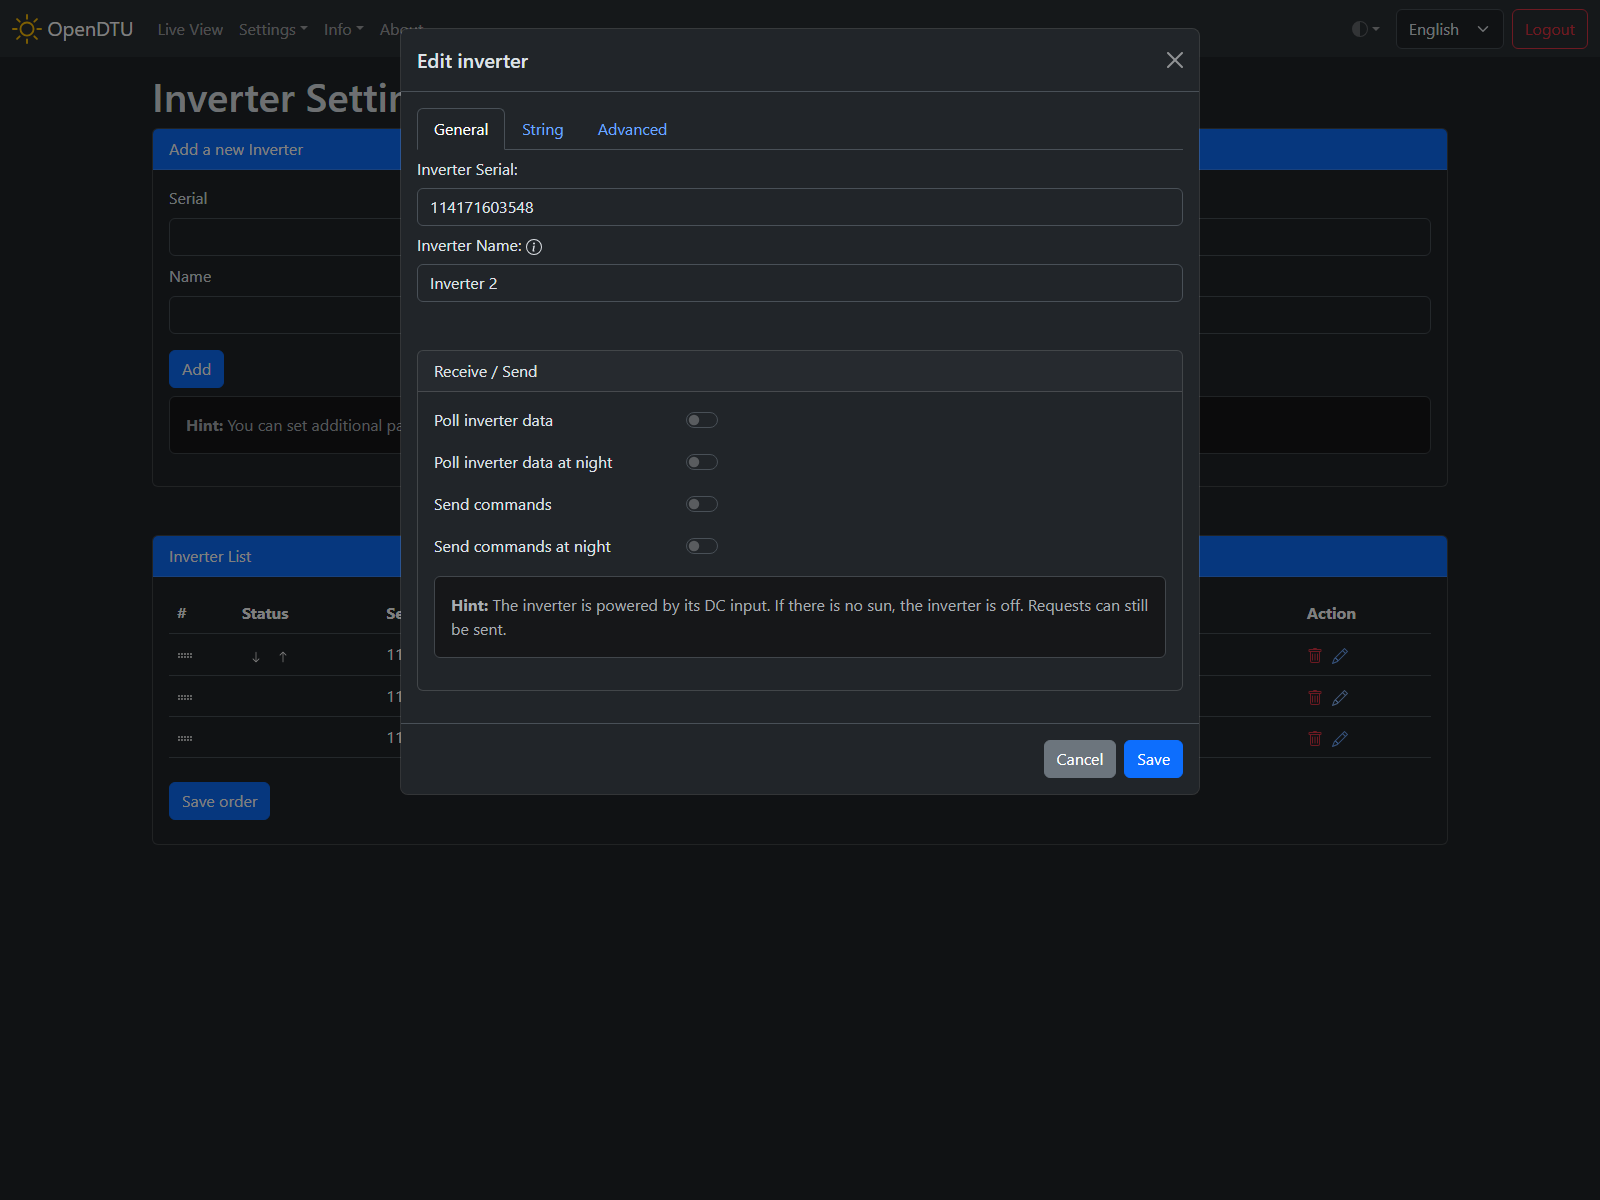 OpenDTU Live View Settings Info About English Logout
Inverter
Add a new Inverter
Serial
Name
Add
Hint: You can set additional
Inverter List
# Status Action
11
11
11
Save order
Edit inverter
General String Advanced
Inverter Serial:
114171603548
Inverter Name:
Inverter 2
Receive / Send
Poll inverter data
Poll inverter data at night
Send commands
Send commands at night
Hint: The inverter is powered by its DC input. If there is no sun, the inverter is off. Requests can still
be sent.
Cancel Save